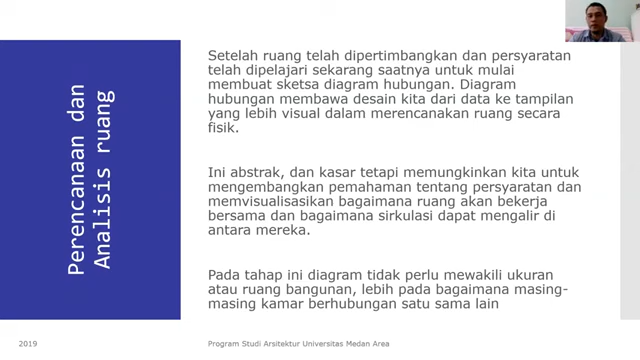 Perencanaan dan
Analisis ruang
Setelah ruang telah dipertimbangkan dan persyaratan
telah dipelajari sekarang saatnya untuk mulai
membuat sketsa diagram hubungan. Diagram
hubungan membawa desain kita dari data ke tampilan
yang lebih visual dalam merencanakan ruang secara
fisik.
Ini abstrak, dan kasar tetapi memungkinkan kita untuk
mengembangkan pemahaman tentang persyaratan dan
memvisualisasikan bagaimana ruang akan bekerja
bersama dan bagaimana sirkulasi dapat mengalir di
antara mereka.
Pada tahap ini diagram tidak perlu mewakili ukuran
atau ruang bangunan, lebih pada bagaimana masing-
masing kamar berhubungan satu sama lain
2019
Program Studi Arsitektur Universitas Medan Area